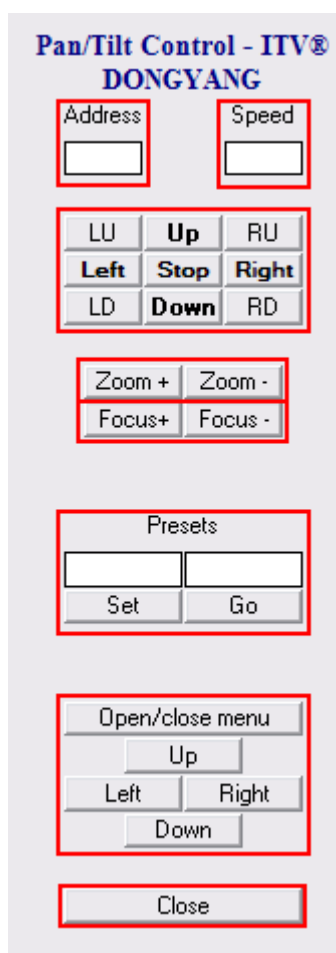 Pan/Tilt Control - ITV®
DONGYANG
Address Speed
LU Up RU
Left Stop Right
LD Down RD
Zoom + Zoom -
Focus+ Focus -
Presets
Set Go
Open/close menu
Up
Left Right
Down
Close